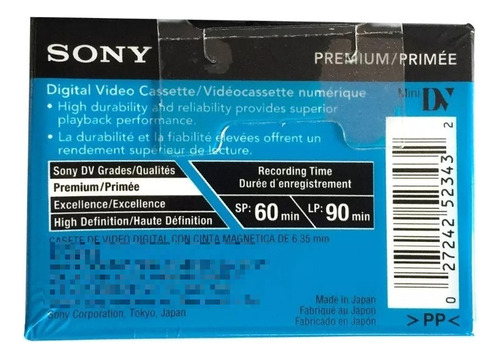 SONY
PREMIUM/PRIMÉE
Digital Video Cassette/Vidéocassette numérique
• High durability and reliability provides superior
playback performance.
• La durabilité et la fiabilité élevées offrent un
rendement supérieur de lecture.
Mini DV
Sony DV Grades/Qualités
Premium/Primée
Excellence/Excellence
High Definition/Haute Définition
Recording Time
Durée d'enregistrement
SP: 60 min LP: 90 min
CASETE DE VIDEO DIGITAL CON CINTA MAGNETICA DE 6.35 mm
Sony Corporation, Tokyo, Japan
Made in Japan
Fabriqué au Japon
Fabricado en Japón
0 27242 52343 2
>PP<